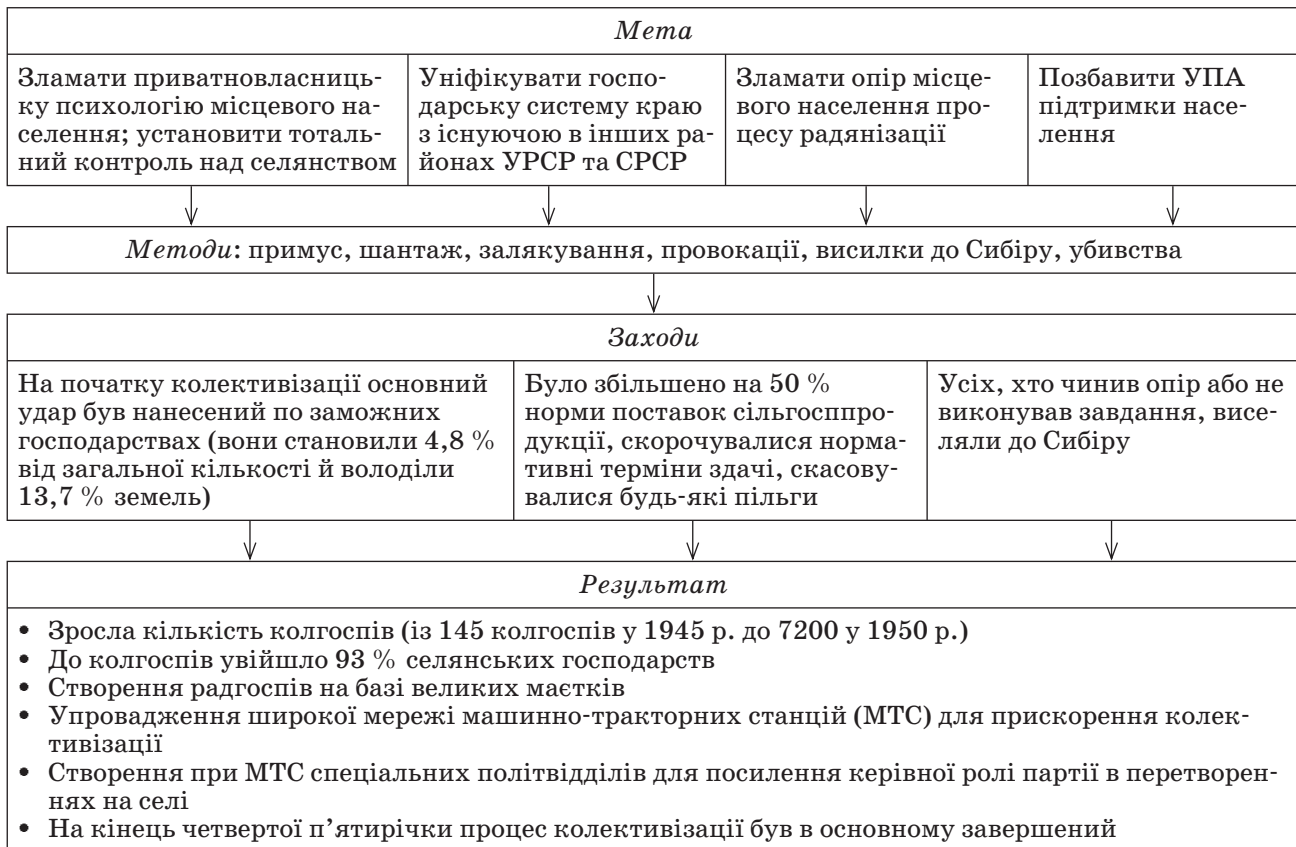 Мета
Зламати приватновласниць-
ку психологію місцевого на-
селення; установити тоталь-
ний контроль над селянством
Уніфікувати госпо-
дарську систему краю
з існуючою в інших ра-
йонах УРСР та СРСР
Зламати опір місце-
вого населення про-
цесу радянізації
Позбавити УПА
підтримки насе-
лення
Методи: примус, шантаж, залякування, провокації, висилки до Сибіру, убивства
Заходи
На початку колективізації основний
удар був нанесений по заможних
господарствах (вони становили 4,8 %
від загальної кількості й володіли
13,7 % земель)
Було збільшено на 50 %
норми поставок сільгосппро-
дукції, скорочувалися норма-
тивні терміни здачі, скасову-
валися будь-які пільги
Усіх, хто чинив опір або не
виконував завдання, висе-
ляли до Сибіру
Результат
• Зросла кількість колгоспів (із 145 колгоспів у 1945 р. до 7200 у 1950 р.)
• До колгоспів увійшло 93 % селянських господарств
• Створення радгоспів на базі великих маєтків
• Упровадження широкої мережі машинно-тракторних станцій (МТС) для прискорення колек-
тивізації
• Створення при МТС спеціальних політвідділів для посилення керівної ролі партії в перетворен-
нях на селі
• На кінець четвертої п’ятирічки процес колективізації був в основному завершений